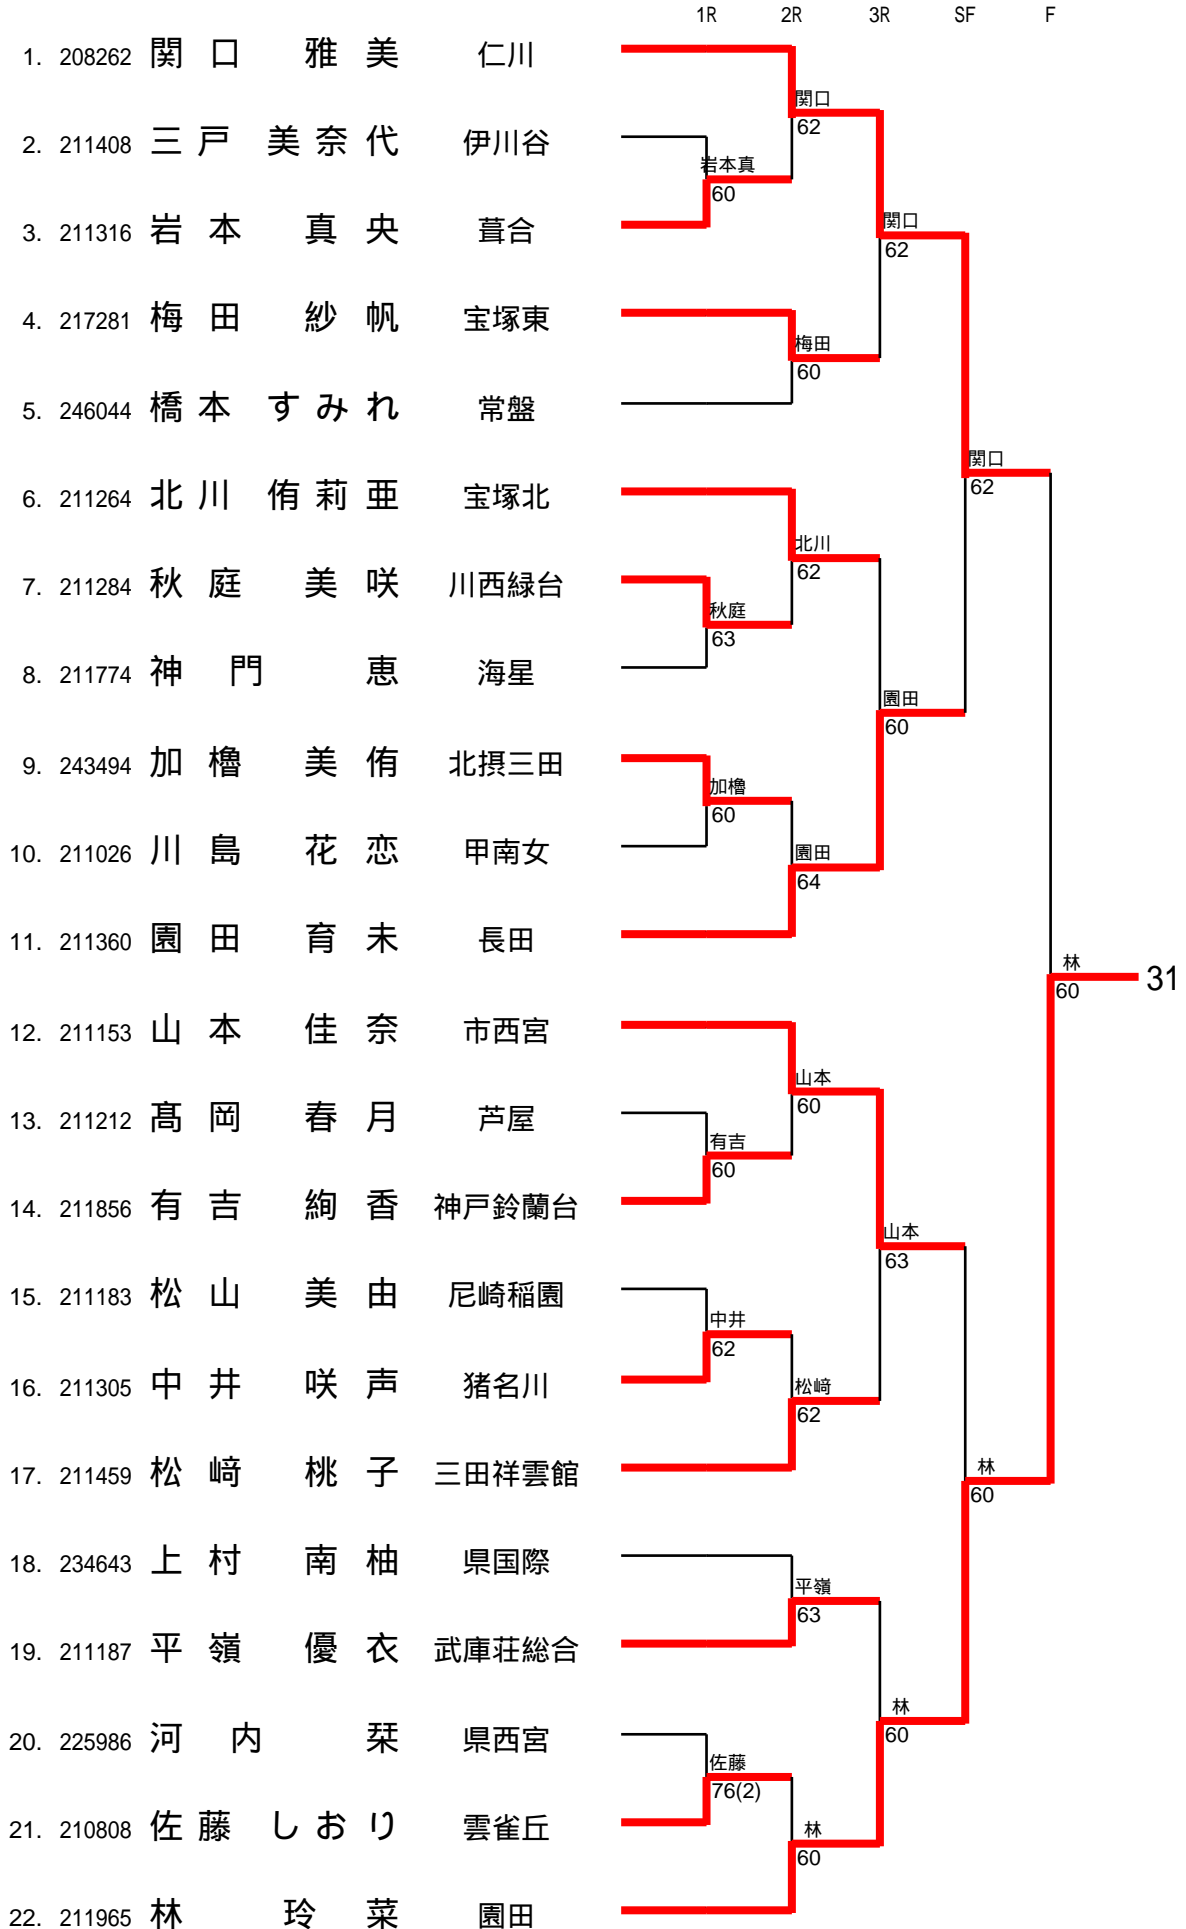 1R 2R 3R SF F
1. 208262 関口 雅美 仁川
関口
62
2. 211408 三戸 美奈代 伊川谷
岩本真
60
3. 211316 岩本 真央 葺合
関口
62
4. 217281 梅田 紗帆 宝塚東
梅田
60
5. 246044 橋本 すみれ 常盤
関口
62
6. 211264 北川 侑莉亜 宝塚北
北川
62
7. 211284 秋庭 美咲 川西緑台
秋庭
63
8. 211774 神門 恵 海星
園田
60
9. 243494 加櫓 美侑 北摂三田
加櫓
60
10. 211026 川島 花恋 甲南女
園田
64
11. 211360 園田 育未 長田
林
60
31
12. 211153 山本 佳奈 市西宮
山本
60
13. 211212 髙岡 春月 芦屋
有吉
60
14. 211856 有吉 絢香 神戸鈴蘭台
山本
63
15. 211183 松山 美由 尼崎稲園
中井
62
16. 211305 中井 咲声 猪名川
松﨑
62
17. 211459 松﨑 桃子 三田祥雲館
林
60
18. 234643 上村 南柚 県国際
平嶺
63
19. 211187 平嶺 優衣 武庫荘総合
林
60
20. 225986 河内 栞 県西宮
佐藤
76(2)
21. 210808 佐藤 しおり 雲雀丘
林
60
22. 211965 林 玲菜 園田